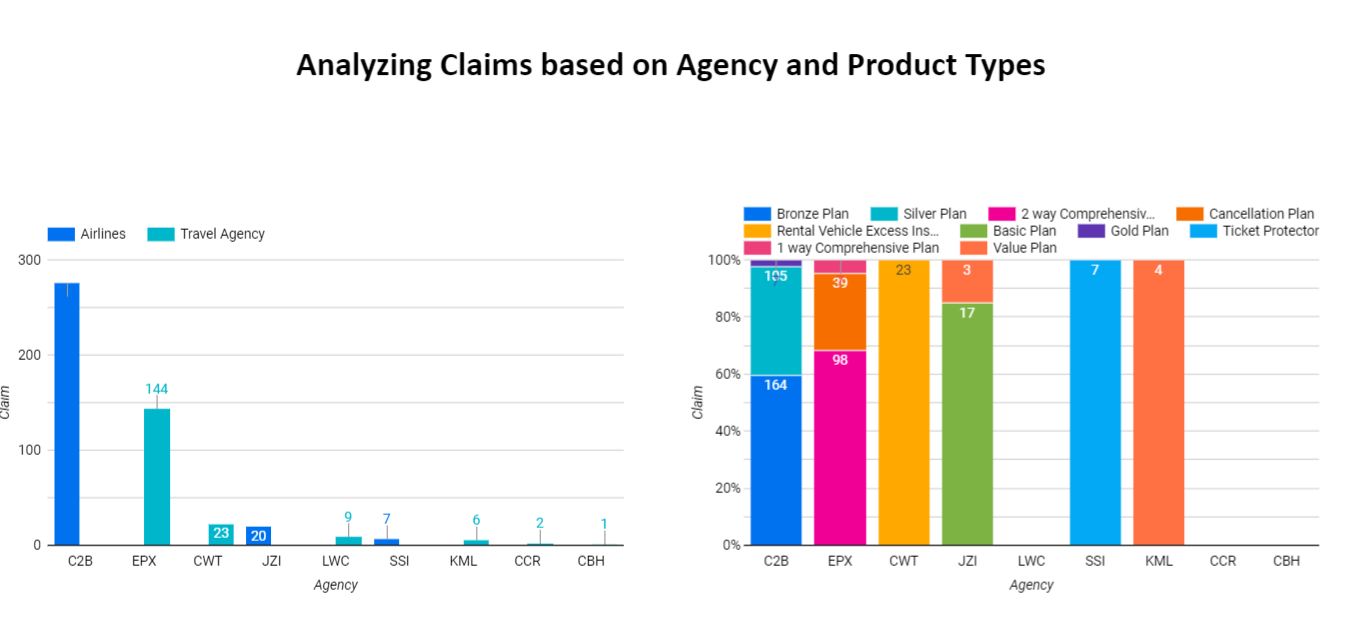 Analyzing Claims based on Agency and Product Types
Airlines Travel Agency
300
200
100
0
Claim
144
23
20
9
7
6
2
1
C2B EPX CWT JZI LWC SSI KML CCR CBH
Agency
Bronze Plan Silver Plan 2 way Comprehensiv... Cancellation Plan
Rental Vehicle Excess Ins... Basic Plan Gold Plan Ticket Protector
1 way Comprehensive Plan Value Plan
100%
80%
60%
40%
20%
0%
Claim
105
164
39
98
23
3
17
7
4
C2B EPX CWT JZI LWC SSI KML CCR CBH
Agency